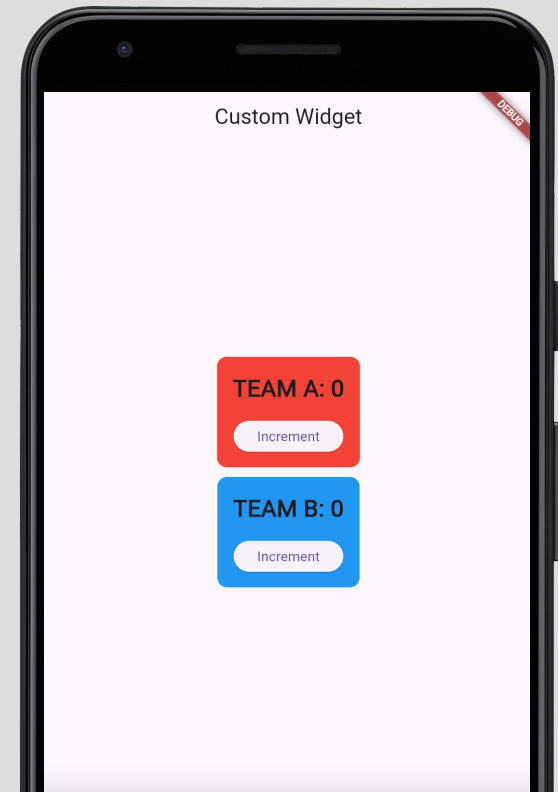 Custom Widget
DEBUG
TEAM A: 0
Increment
TEAM B: 0
Increment